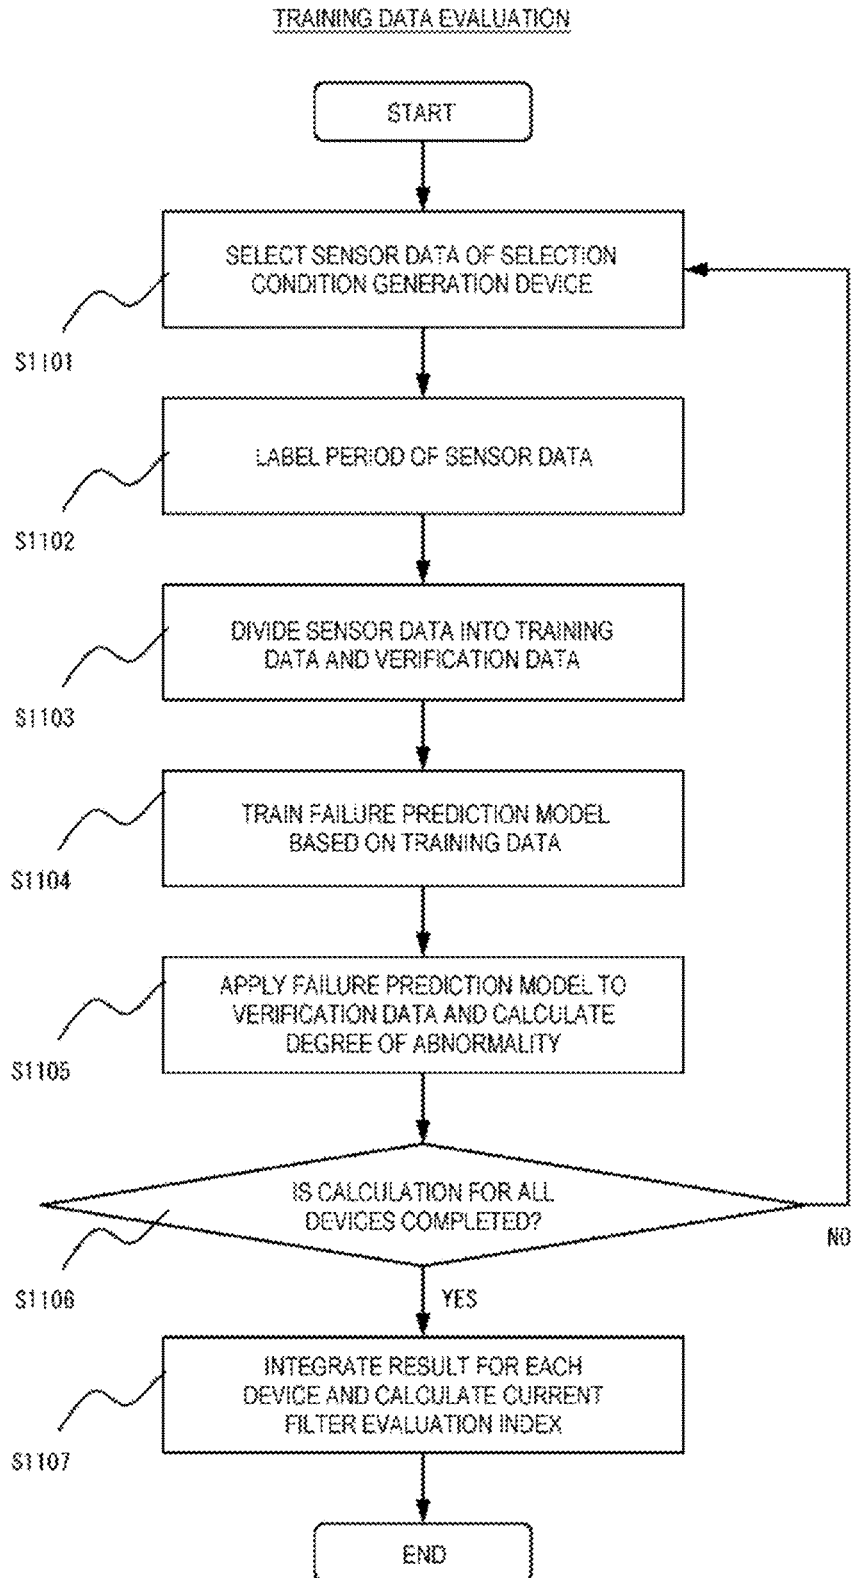 TRAINING DATA EVALUATION
START
SELECT SENSOR DATA OF SELECTION
CONDITION GENERATION DEVICE
S1101
LABEL PERIOD OF SENSOR DATA
S1102
DIVIDE SENSOR DATA INTO TRAINING
DATA AND VERIFICATION DATA
S1103
TRAIN FAILURE PREDICTION MODEL
BASED ON TRAINING DATA
S1104
APPLY FAILURE PREDICTION MODEL TO
VERIFICATION DATA AND CALCULATE
DEGREE OF ABNORMALITY
S1105
IS CALCULATION FOR ALL
DEVICES COMPLETED?
NO
S1106
YES
INTEGRATE RESULT FOR EACH
DEVICE AND CALCULATE CURRENT
FILTER EVALUATION INDEX
S1107
END